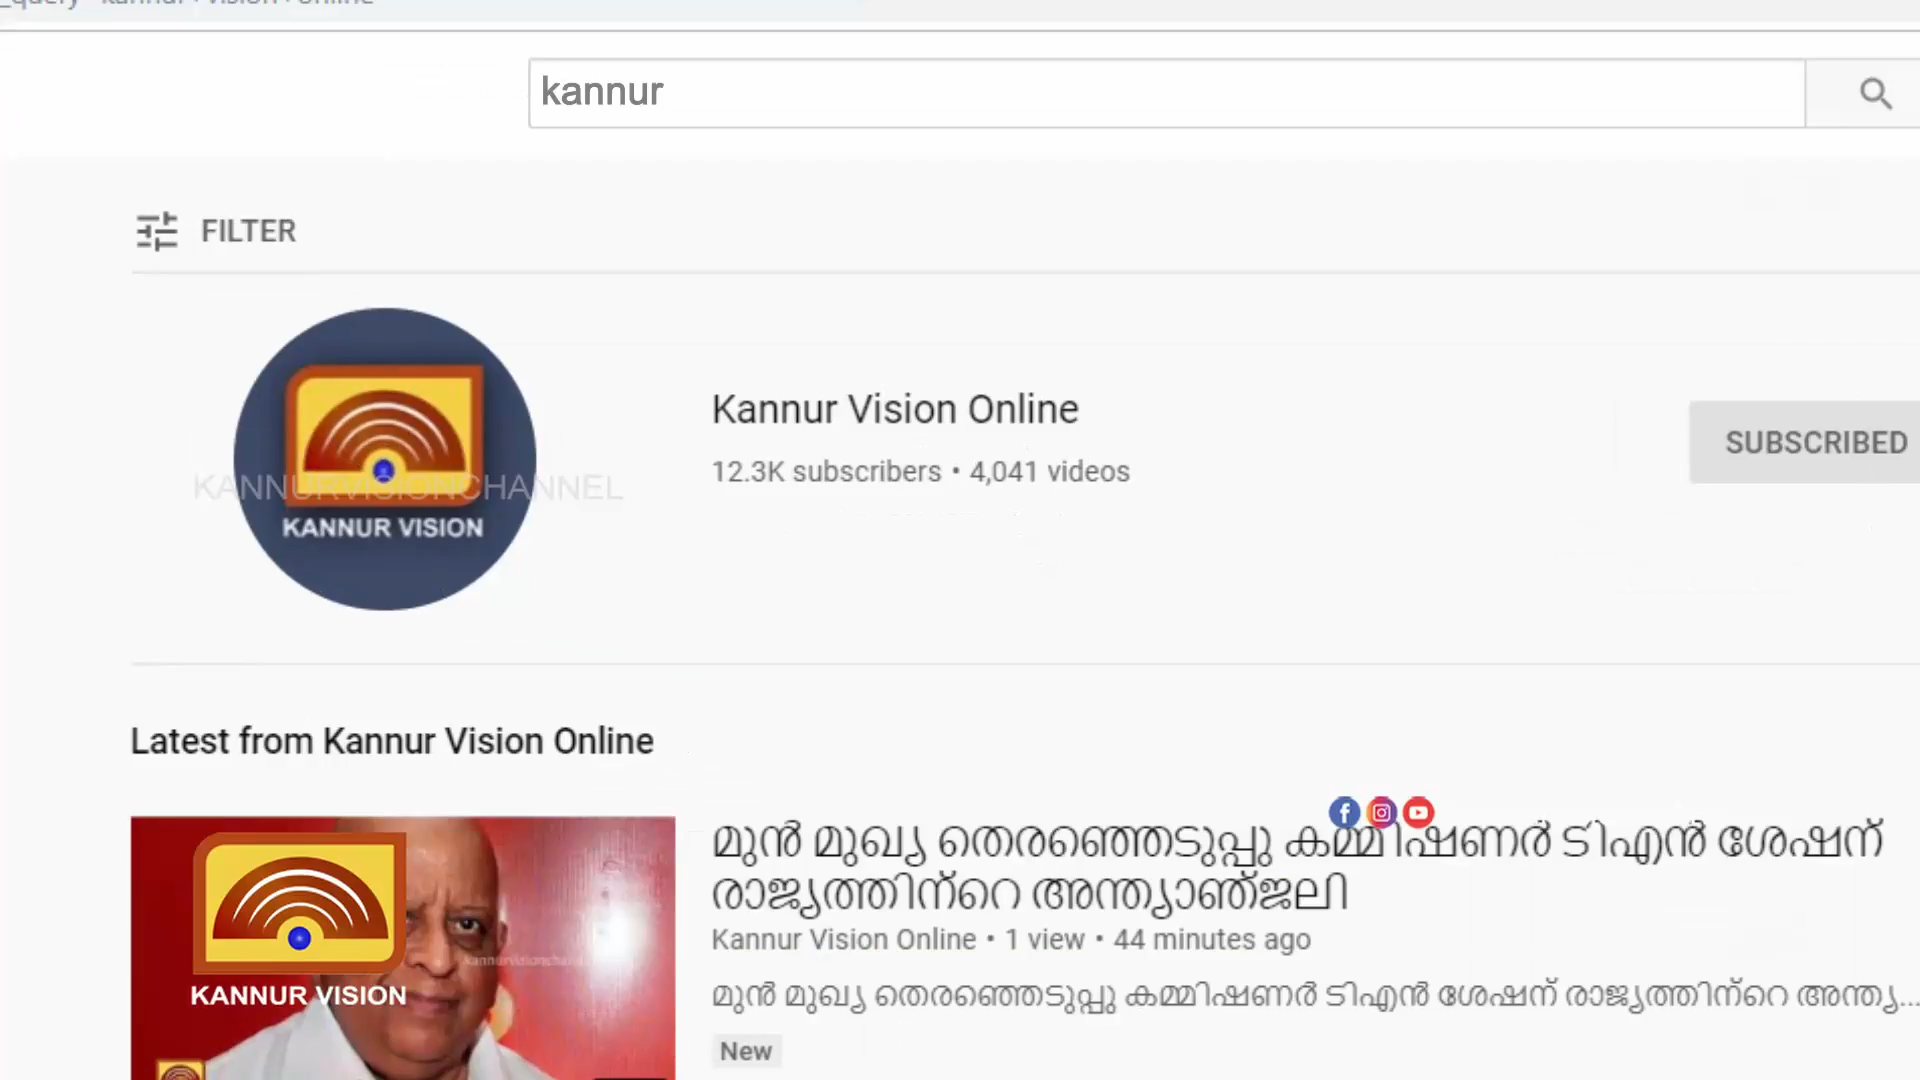 kannur
FILTER
KANNUR VISION
KANNURVISIONCHANNEL
Kannur Vision Online
12.3K subscribers • 4,041 videos
SUBSCRIBED
Latest from Kannur Vision Online
മുൻ മുഖ്യ തെരഞ്ഞെടുപ്പു കമ്മിഷണർ ടിഎൻ ശേഷന്
രാജ്യത്തിന്റെ അന്ത്യാഞ്ജലി
Kannur Vision Online • 1 view • 44 minutes ago
മുൻ മുഖ്യ തെരഞ്ഞെടുപ്പു കമ്മിഷണർ ടിഎൻ ശേഷന് രാജ്യത്തിന്റെ അന്ത്യ...
New
KANNUR VISION